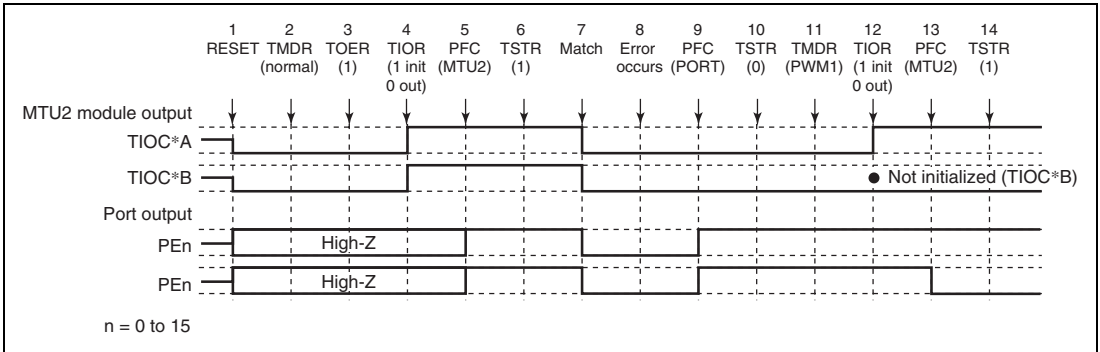 1 2 3 4 5 6 7 8 9 10 11 12 13 14
RESET TMDR TOER TIOR PFC TSTR Match Error PFC TSTR TMDR TIOR PFC TSTR
(normal) (1) (1 init (MTU2) (1) occurs (PORT) (0) (PWM1) (1 init (MTU2) (1)
0 out) 0 out)
MTU2 module output
TIOC*A
TIOC*B
● Not initialized (TIOC*B)
Port output
PEn High-Z
PEn High-Z
n = 0 to 15